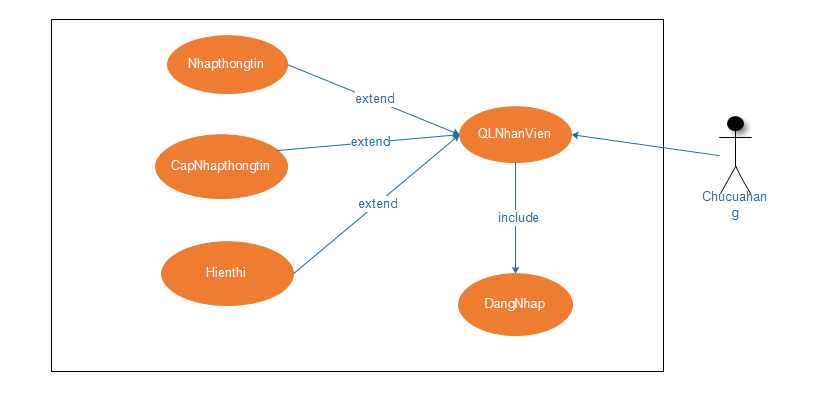 Nhapthongtin
extend
QLNhanVien
extend
CapNhapthongtin
extend
Chucuahan
g
include
Hienthi
DangNhap